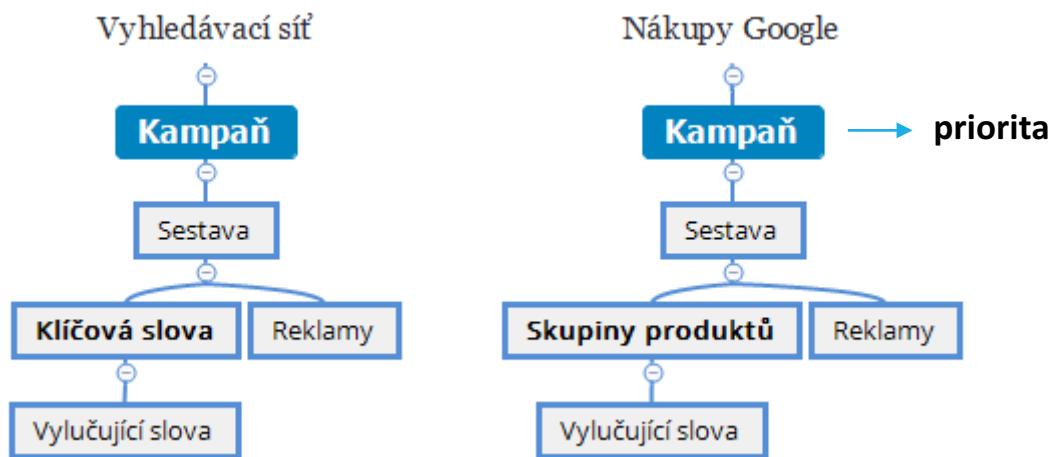 Vyhledávací síť
Kampaň
Sestava
Klíčová slova
Reklamy
Vylučující slova
Nákupy Google
Kampaň
priorita
Sestava
Skupiny produktů
Reklamy
Vylučující slova